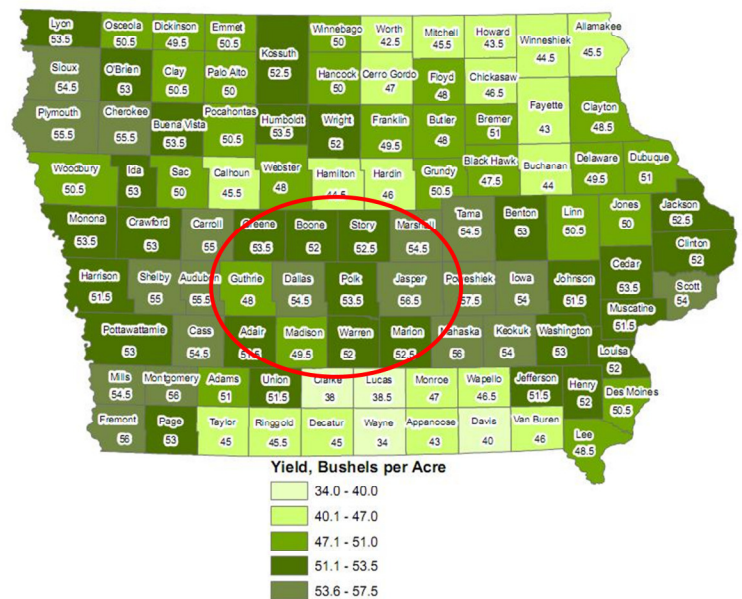 Lyon Osceola Dickinson Emmet Winnebago Worth Mitchell Howard Winneshiek Allamakee
53.5 50.5 49.5 50.5 50 42.5 45.5 43.5 44.5 45.5
Kossuth
52.5
Sioux O'Brien Clay Palo Alto Hancock Cerro Gordo Floyd Chickasaw
54.5 53 50.5 50 50 47 48 46.5
Fayette Clayton
43 48.5
Plymouth Cherokee Buena Vista Pocahontas Humboldt Wright Franklin Butler Bremer
55.5 55.5 53.5 50.5 53.5 52 49.5 48 51
Woodbury Ida Sac Calhoun Webster Hamilton Hardin Grundy Black Hawk Buchanan Delaware Dubuque
50.5 53 50 45.5 48 44.5 46 50.5 47.5 44 49.5 51
Monona Crawford Carroll Greene Boone Story Marshall Tama Benton Linn Jones Jackson
53.5 53 55 53.5 52 52.5 54.5 54.5 53 50.5 50 52.5
Clinton
52
Harrison Shelby Audubon Guthrie Dallas Polk Jasper Poweshiek Iowa Johnson Cedar Scott
51.5 55 55.5 48 54.5 53.5 56.5 57.5 54 51.5 53.5 54
Muscatine
51.5
Pottawattamie Cass Adair Madison Warren Marion Mahaska Keokuk Washington Louisa
53 54.5 51.5 49.5 52 52.5 56 54 53 52
Mills Montgomery Adams Union Clarke Lucas Monroe Wapello Jefferson Henry Des Moines
54.5 56 51 51.5 38 38.5 47 46.5 51.5 52 50.5
Fremont Page Taylor Ringgold Decatur Wayne Appanoose Davis Van Buren Lee
56 53 45 45.5 45 34 43 40 46 48.5
Yield, Bushels per Acre
34.0 - 40.0
40.1 - 47.0
47.1 - 51.0
51.1 - 53.5
53.6 - 57.5